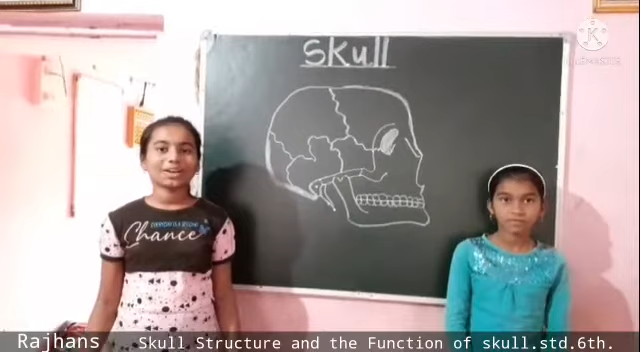 Skull
Chance
Rajhans Skull Structure and the Function of skull.std.6th.